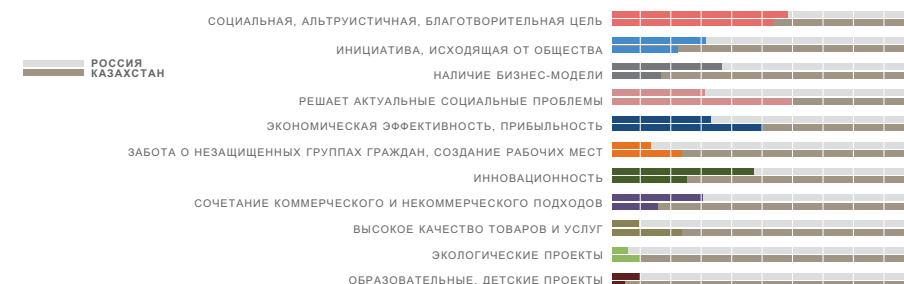 СОЦИАЛЬНАЯ, АЛЬТРУИСТИЧНАЯ, БЛАГОТВОРИТЕЛЬНАЯ ЦЕЛЬ
ИНИЦИАТИВА, ИСХОДЯЩАЯ ОТ ОБЩЕСТВА
РОССИЯ
КАЗАХСТАН
НАЛИЧИЕ БИЗНЕС-МОДЕЛИ
РЕШАЕТ АКТУАЛЬНЫЕ СОЦИАЛЬНЫЕ ПРОБЛЕМЫ
ЭКОНОМИЧЕСКАЯ ЭФФЕКТИВНОСТЬ, ПРИБЫЛЬНОСТЬ
ЗАБОТА О НЕЗАЩИЩЕННЫХ ГРУППАХ ГРАЖДАН, СОЗДАНИЕ РАБОЧИХ МЕСТ
ИННОВАЦИОННОСТЬ
СОЧЕТАНИЕ КОММЕРЧЕСКОГО И НЕКОММЕРЧЕСКОГО ПОДХОДОВ
ВЫСОКОЕ КАЧЕСТВО ТОВАРОВ И УСЛУГ
ЭКОЛОГИЧЕСКИЕ ПРОЕКТЫ
ОБРАЗОВАТЕЛЬНЫЕ, ДЕТСКИЕ ПРОЕКТЫ